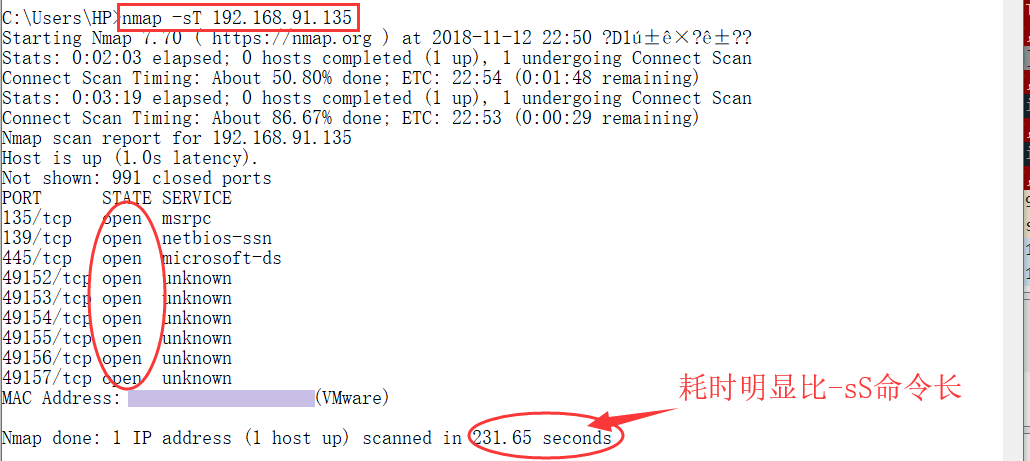 C:\Users\HP>nmap -sT 192.168.91.135
Starting Nmap 7.70 ( https://nmap.org ) at 2018-11-12 22:50 ?D1ú±ê×?ê±??
Stats: 0:02:03 elapsed; 0 hosts completed (1 up), 1 undergoing Connect Scan
Connect Scan Timing: About 50.80% done; ETC: 22:54 (0:01:48 remaining)
Stats: 0:03:19 elapsed; 0 hosts completed (1 up), 1 undergoing Connect Scan
Connect Scan Timing: About 86.67% done; ETC: 22:53 (0:00:29 remaining)
Nmap scan report for 192.168.91.135
Host is up (1.0s latency).
Not shown: 991 closed ports
PORT STATE SERVICE
135/tcp open msrpc
139/tcp open netbios-ssn
445/tcp open microsoft-ds
49152/tcp open unknown
49153/tcp open unknown
49154/tcp open unknown
49155/tcp open unknown
49156/tcp open unknown
49157/tcp open unknown
MAC Address: (VMware)
耗时明显比-sS命令长
Nmap done: 1 IP address (1 host up) scanned in 231.65 seconds